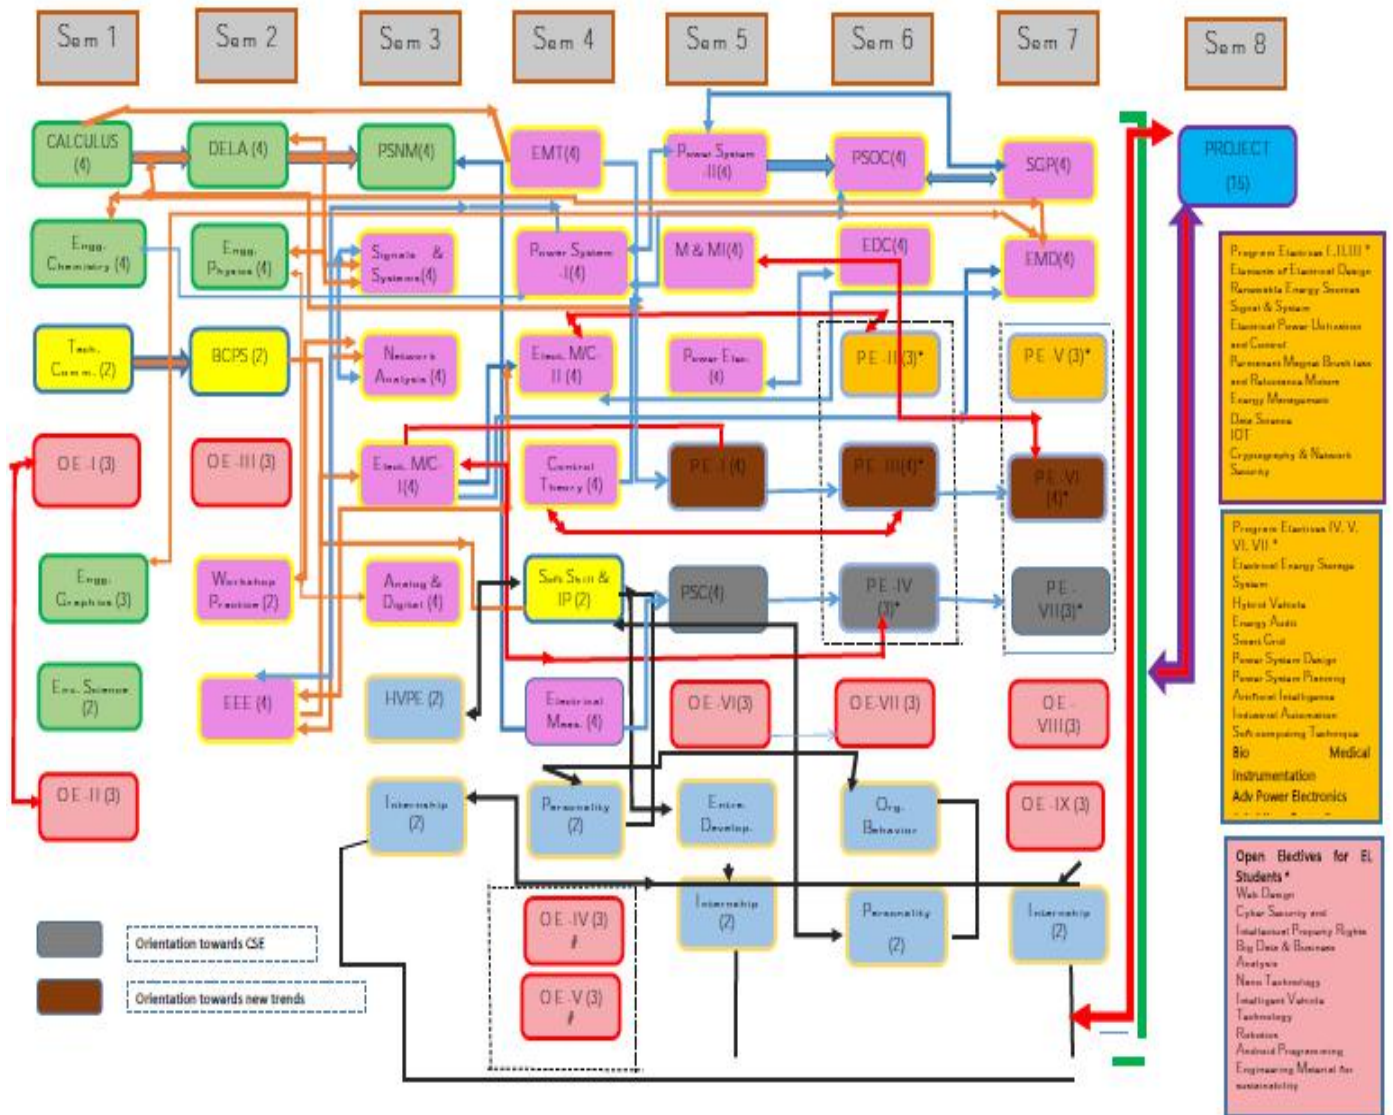 Sem 1
Sem 2
Sem 3
Sem 4
Sem 5
Sem 6
Sem 7
Sem 8
CALCULUS
(4)
DELA (4)
PSNM(4)
EMT(4)
Power System
-II(4)
PSOC(4)
SGP(4)
PROJECT
(15)
Engg.
Chemistry (4)
Engg.
Physics (4)
Signals &
Systems(4)
Power System
-I(4)
M & MI(4)
EDC(4)
EMD(4)
Tech.
Comm. (2)
BCPS (2)
Network
Analysis (4)
Elect. M/C-
II (4)
Power Elec.
(4)
PE -II (3)*
PE -V (3)*
OE -I (3)
OE -III (3)
Elect. M/C-
I(4)
Control
Theory (4)
PE -I (4)
PE -III(4)*
PE -VI
(4)*
Engg.
Graphics (3)
Workshop
Practice (2)
Analog &
Digital (4)
Soft Skill &
IP (2)
PSC(4)
PE -IV
(3)*
PE -
VII(3)*
Env. Science
(2)
EEE (4)
HVPE (2)
Electrical
Meas. (4)
OE -VI(3)
OE -VII (3)
OE -
VIII(3)
OE -II (3)
Internship
(2)
Personality
(2)
Entre.
Develop.
Org.
Behavior
OE -IX (3)
OE -IV (3)
#
Internship
(2)
Personality
(2)
Internship
(2)
OE -V (3)
#
Orientation towards CSE
Orientation towards new trends
Program Electives I,II,III *
Elements of Electrical Design
Renewable Energy Sources
Signal & System
Electrical Power Utilization
and Control
Permanent Magnet Brush less
and Reluctance Motors
Energy Management
Data Science
IOT
Cryptography & Network
Security
Program Electives IV, V,
VI, VII *
Electrical Energy Storage
System
Hybrid Vehicle
Energy Audit
Smart Grid
Power System Design
Power System Planning
Artificial Intelligence
Industrial Automation
Soft computing Technique
Bio Medical
Instrumentation
Adv Power Electronics
Open Electives for EL
Students *
Web Design
Cyber Security and
Intellectual Property Rights
Big Data & Business
Analysis
Nano Technology
Intelligent Vehicle
Technology
Robotics
Android Programming
Engineering Material for
sustainability